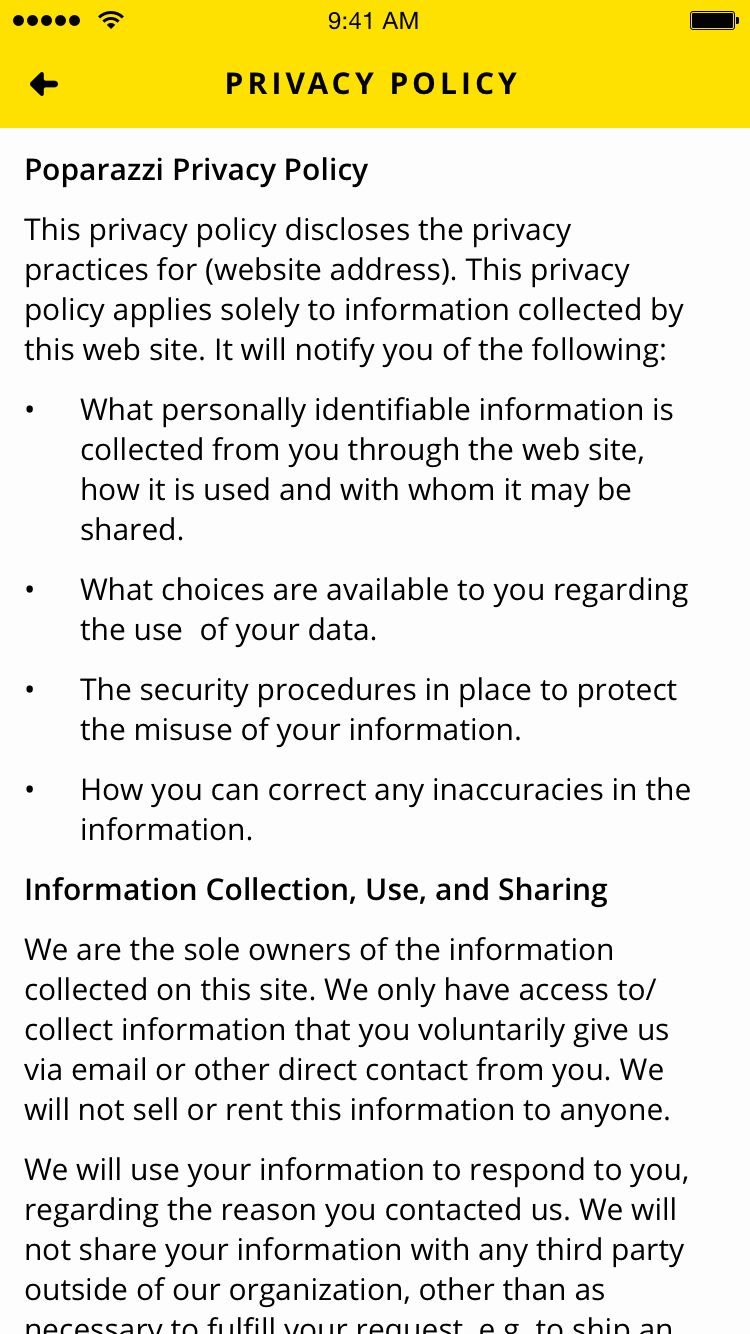 9:41 AM
PRIVACY POLICY
Poparazzi Privacy Policy
This privacy policy discloses the privacy
practices for (website address). This privacy
policy applies solely to information collected by
this web site. It will notify you of the following:
• What personally identifiable information is
collected from you through the web site,
how it is used and with whom it may be
shared.
• What choices are available to you regarding
the use  of your data.
• The security procedures in place to protect
the misuse of your information.
• How you can correct any inaccuracies in the
information.
Information Collection, Use, and Sharing
We are the sole owners of the information
collected on this site. We only have access to/
collect information that you voluntarily give us
via email or other direct contact from you. We
will not sell or rent this information to anyone.
We will use your information to respond to you,
regarding the reason you contacted us. We will
not share your information with any third party
outside of our organization, other than as
necessary to fulfill your request, e.g. to ship an